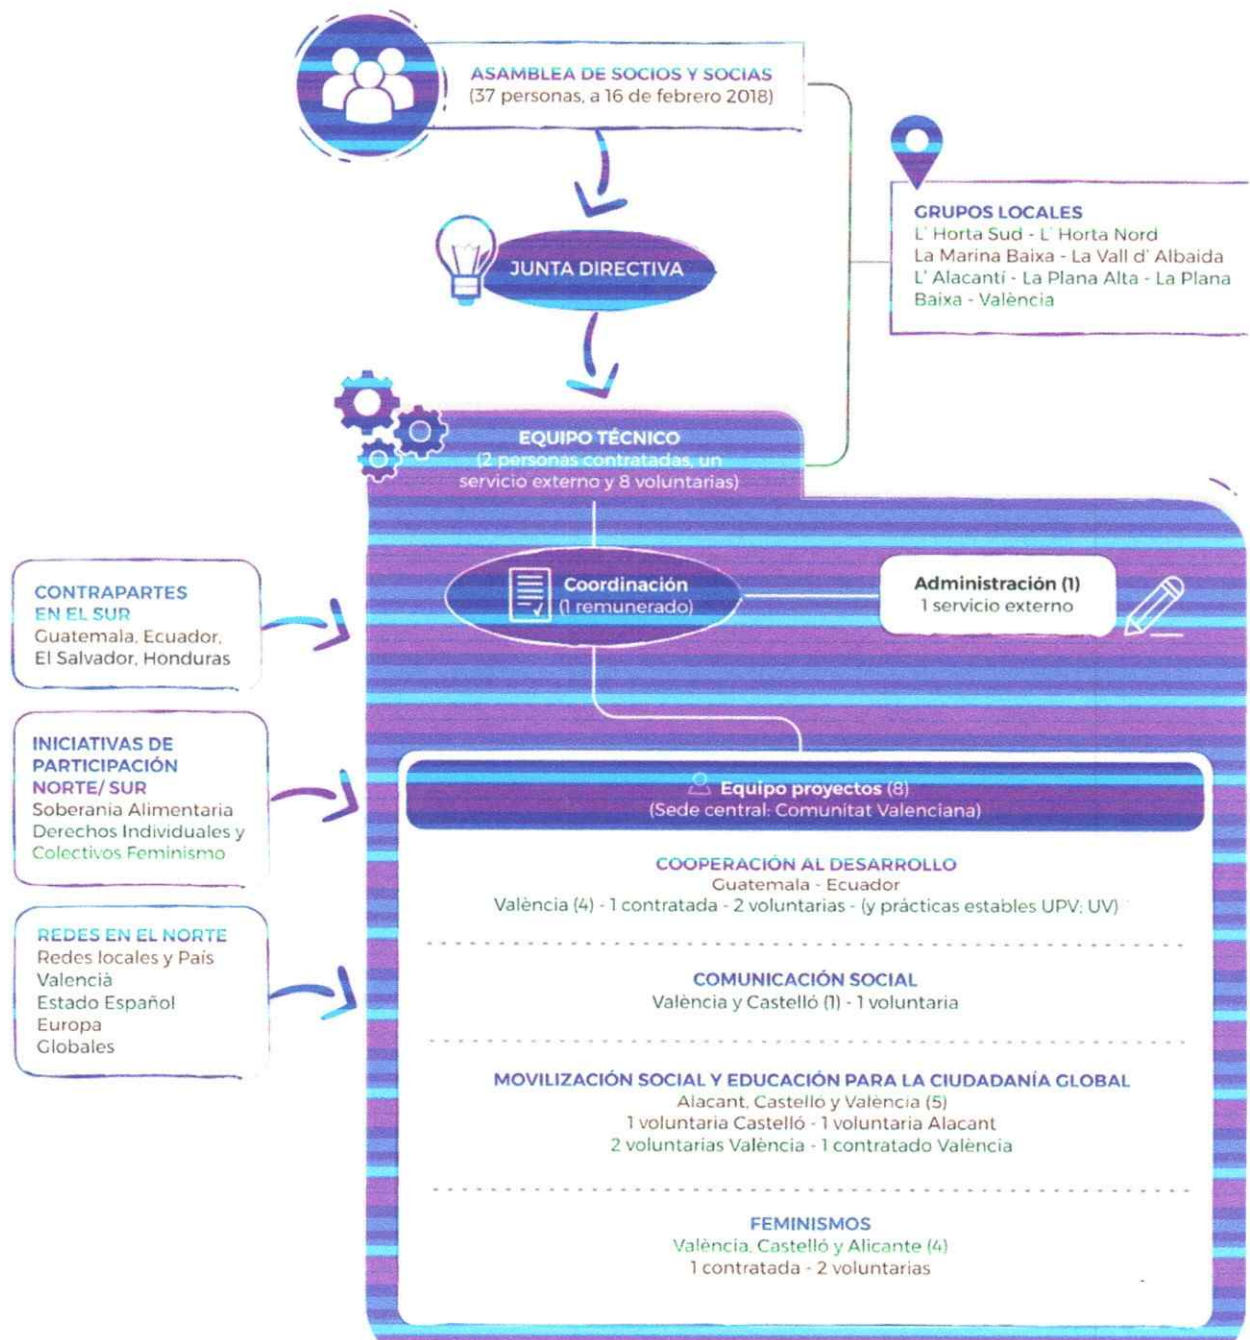 ASAMBLEA DE SOCIOS Y SOCIAS
(37 personas, a 16 de febrero 2018)
GRUPOS LOCALES
L' Horta Sud - L' Horta Nord
La Marina Baixa - La Vall d' Albaida
L' Alacantí - La Plana Alta - La Plana
Baixa - València
JUNTA DIRECTIVA
EQUIPO TÉCNICO
(2 personas contratadas, un
servicio externo y 8 voluntarias)
Coordinación
(1 remunerado)
Administración (1)
1 servicio externo
CONTRAPARTES
EN EL SUR
Guatemala, Ecuador,
El Salvador, Honduras
INICIATIVAS DE
PARTICIPACIÓN
NORTE/ SUR
Soberanía Alimentaria
Derechos Individuales y
Colectivos Feminismo
REDES EN EL NORTE
Redes locales y País
Valencià
Estado Español
Europa
Globales
Equipo proyectos (8)
(Sede central: Comunitat Valenciana)
COOPERACIÓN AL DESARROLLO
Guatemala - Ecuador
València (4) - 1 contratada - 2 voluntarias - (y prácticas estables UPV; UV)
COMUNICACIÓN SOCIAL
València y Castelló (1) - 1 voluntaria
MOVILIZACIÓN SOCIAL Y EDUCACIÓN PARA LA CIUDADANÍA GLOBAL
Alacant, Castelló y València (5)
1 voluntaria Castelló - 1 voluntaria Alacant
2 voluntarias València - 1 contratado València
FEMINISMOS
València, Castelló y Alicante (4)
1 contratada - 2 voluntarias